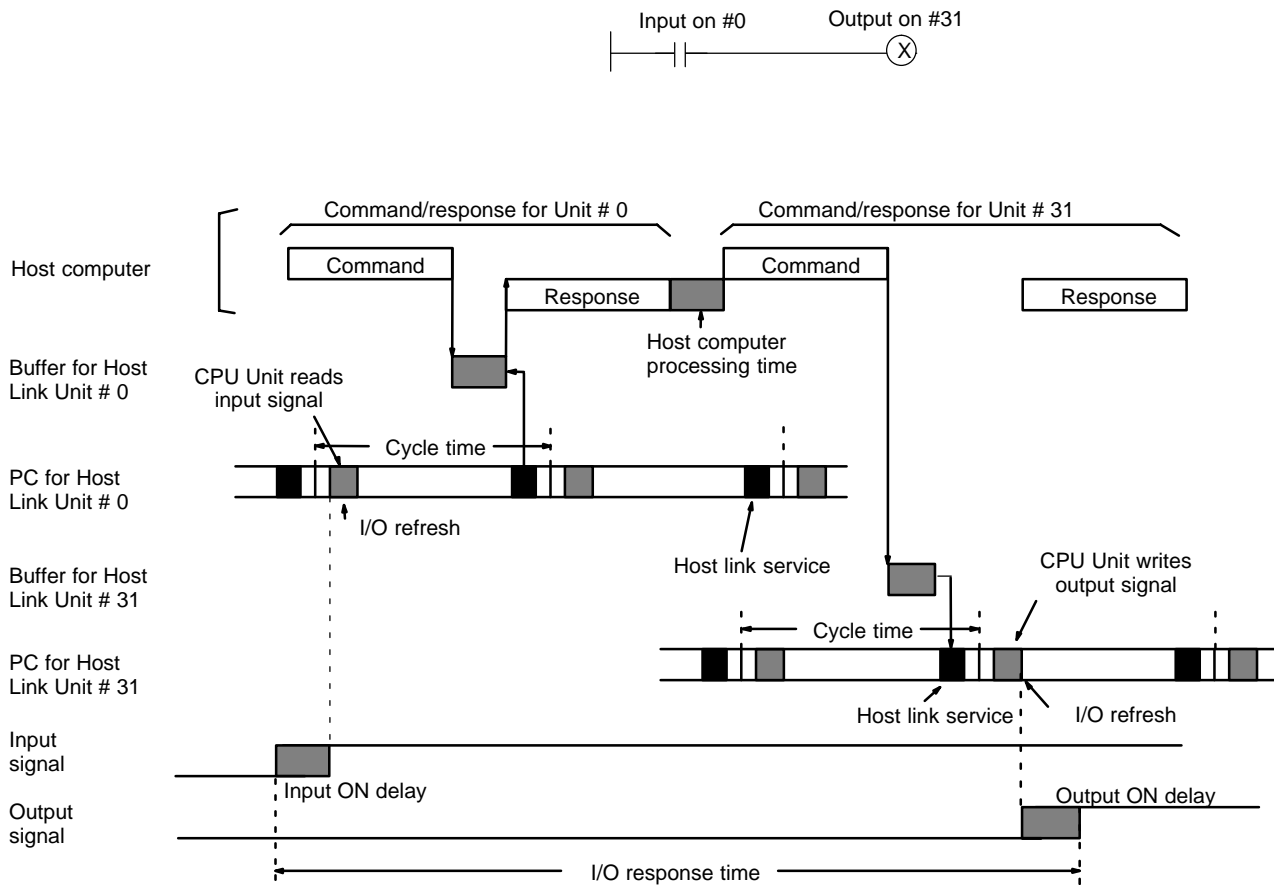 Input on #0
Output on #31
X
Command/response for Unit # 0
Command/response for Unit # 31
Host computer
Command
Command
Response
Response
Host computer
processing time
Buffer for Host
Link Unit # 0
CPU Unit reads
input signal
Cycle time
PC for Host
Link Unit # 0
I/O refresh
Host link service
Buffer for Host
Link Unit # 31
CPU Unit writes
output signal
Cycle time
PC for Host
Link Unit # 31
Host link service
I/O refresh
Input
signal
Input ON delay
Output
signal
Output ON delay
I/O response time